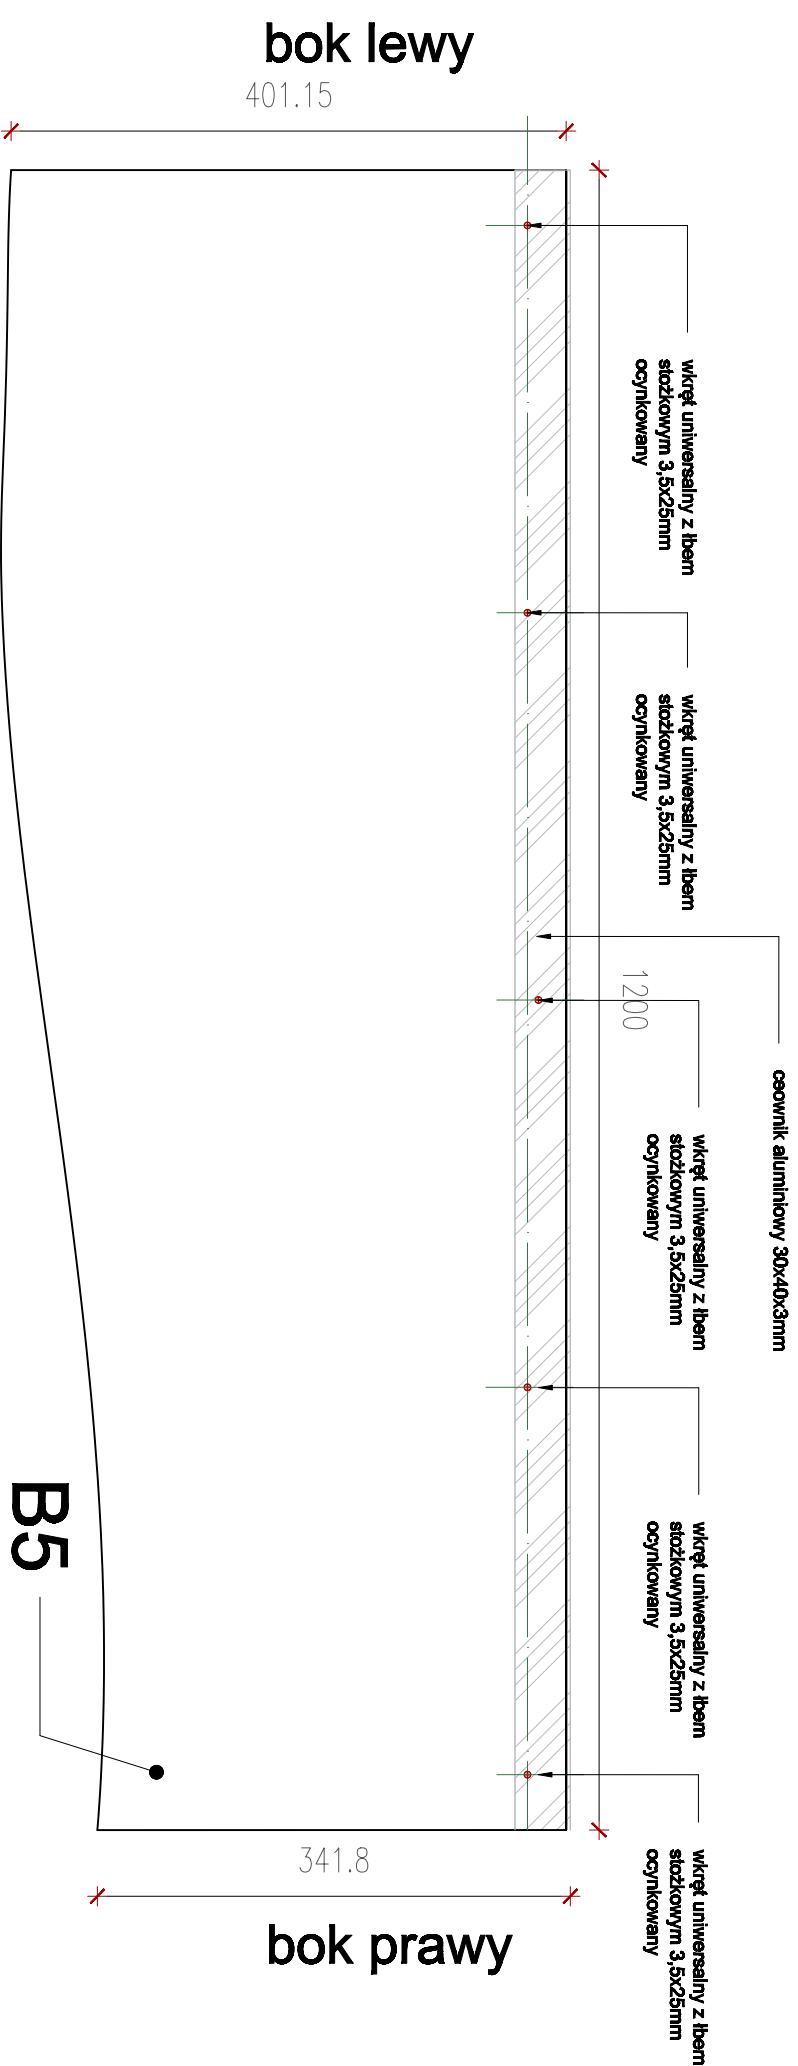 bok lewy
401.15
wkręt uniwersalny z łbem
stożkowym 3,5x25mm
ocynkowany
wkręt uniwersalny z łbem
stożkowym 3,5x25mm
ocynkowany
1200
ceownik aluminiowy 30x40x3mm
wkręt uniwersalny z łbem
stożkowym 3,5x25mm
ocynkowany
wkręt uniwersalny z łbem
stożkowym 3,5x25mm
ocynkowany
B5
wkręt uniwersalny z łbem
stożkowym 3,5x25mm
ocynkowany
341.8
bok prawy